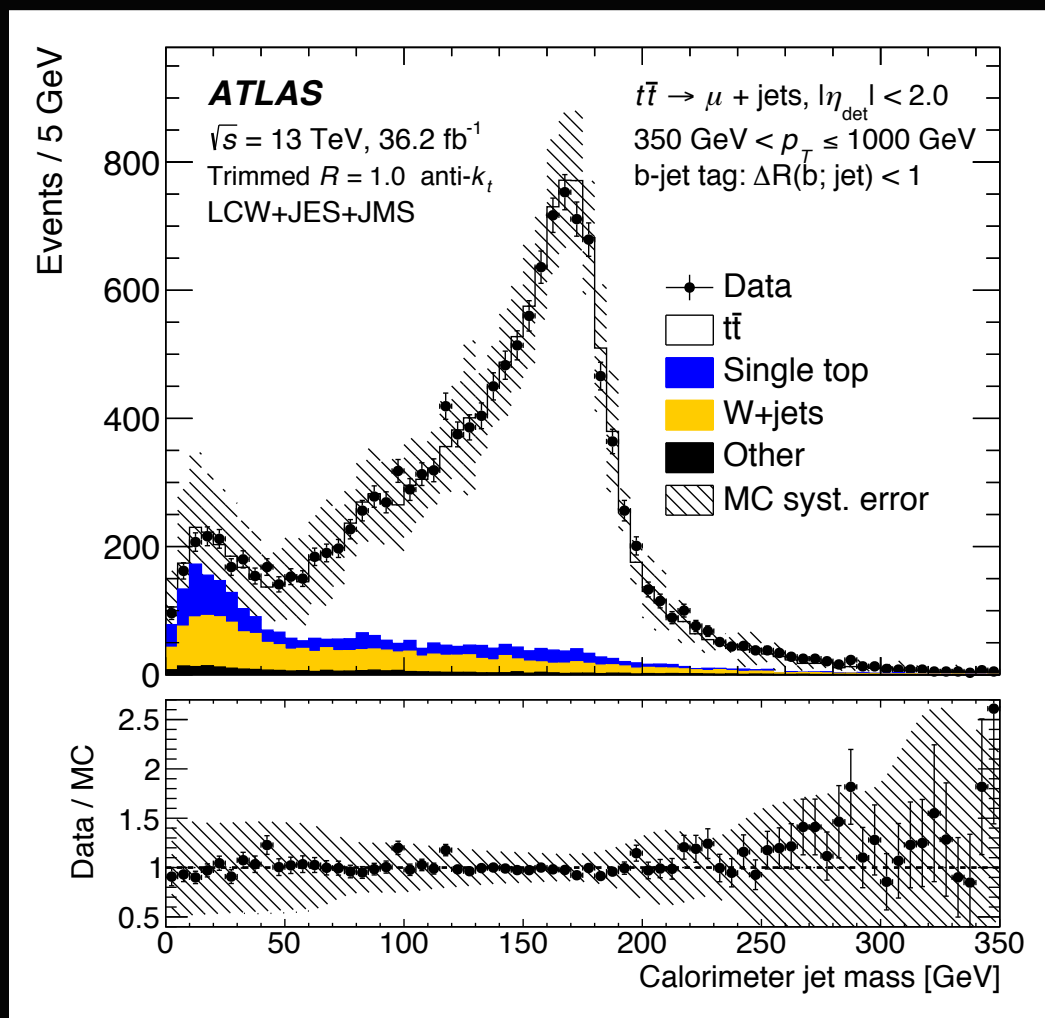 ATLAS
√s = 13 TeV, 36.2 fb⁻¹
Trimmed R = 1.0 anti-kₜ
LCW+JES+JMS
tt̄ → μ + jets, |η_det| < 2.0
350 GeV < p_T ≤ 1000 GeV
b-jet tag: ΔR(b; jet) < 1
Data
tt̄
Single top
W+jets
Other
MC syst. error
Events / 5 GeV
800
600
400
200
0
Data / MC
2.5
2
1.5
1
0.5
0 50 100 150 200 250 300 350
Calorimeter jet mass [GeV]